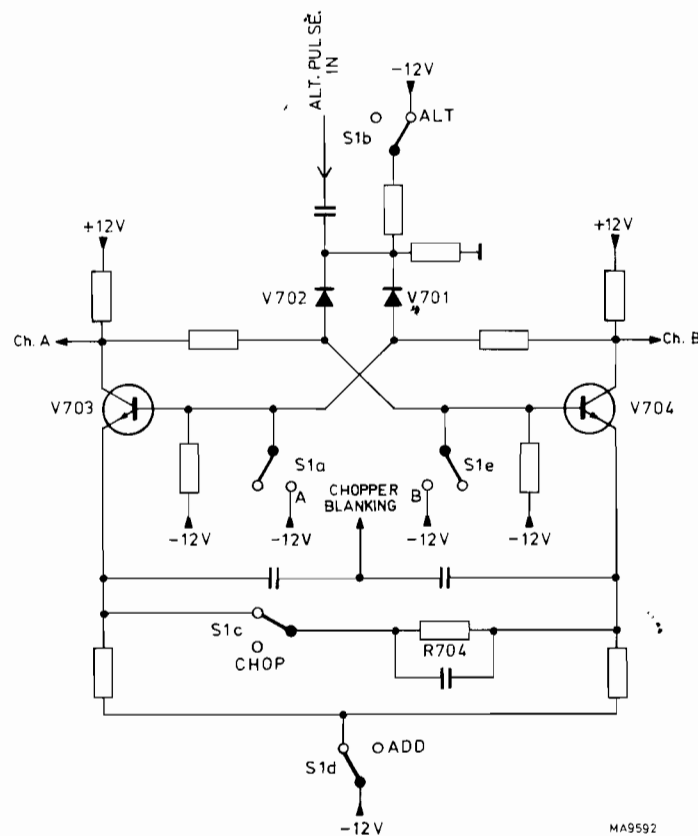 ALT. PULSE.
IN
-12V
ALT
S1b
+12V
+12V
V702
V701
Ch. A
Ch. B
V703
V704
S1a
S1e
A
CHOPPER
BLANKING
B
-12V
-12V
-12V
-12V
S1c
CHOP
R704
S1d
ADD
-12V
MA9592